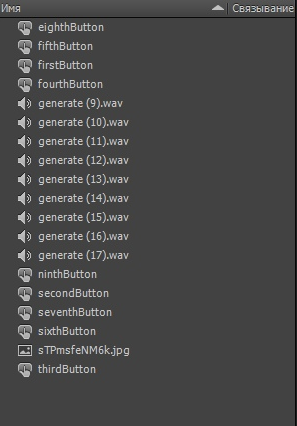 Имя Связывание
eighthButton
fifthButton
firstButton
fourthButton
generate (9).wav
generate (10).wav
generate (11).wav
generate (12).wav
generate (13).wav
generate (14).wav
generate (15).wav
generate (16).wav
generate (17).wav
ninthButton
secondButton
seventhButton
sixthButton
sTPmsfeNM6k.jpg
thirdButton